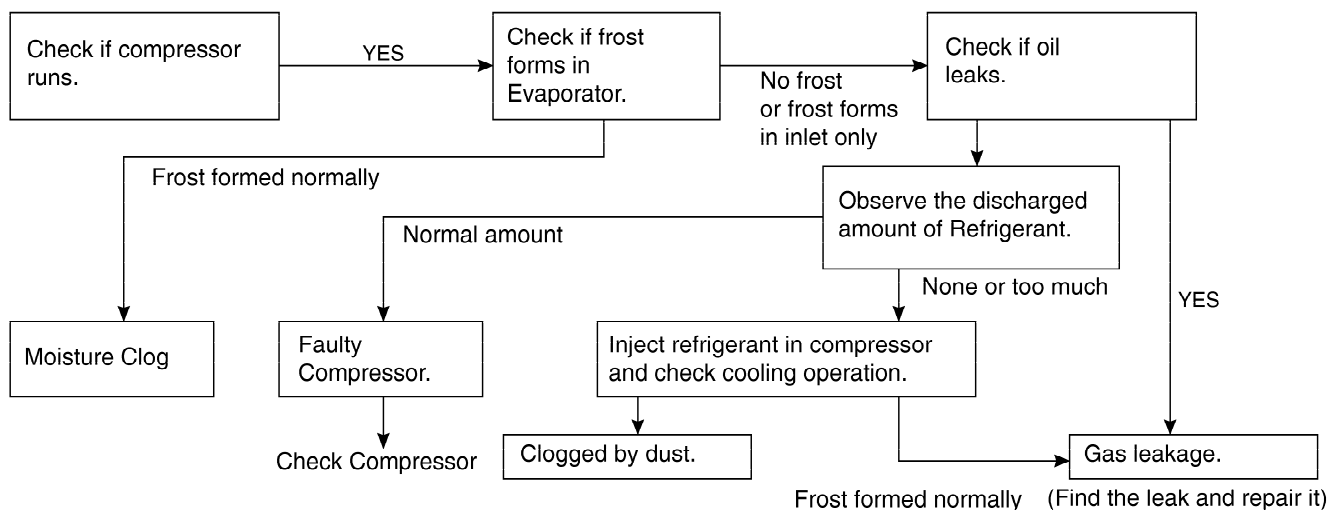 Check if compressor
runs.
YES
Check if frost
forms in
Evaporator.
No frost
or frost forms
in inlet only
Check if oil
leaks.
Frost formed normally
Observe the discharged
amount of Refrigerant.
Normal amount
None or too much
YES
Moisture Clog
Faulty
Compressor.
Inject refrigerant in compressor
and check cooling operation.
Check Compressor
Clogged by dust.
Gas leakage.
Frost formed normally
(Find the leak and repair it)